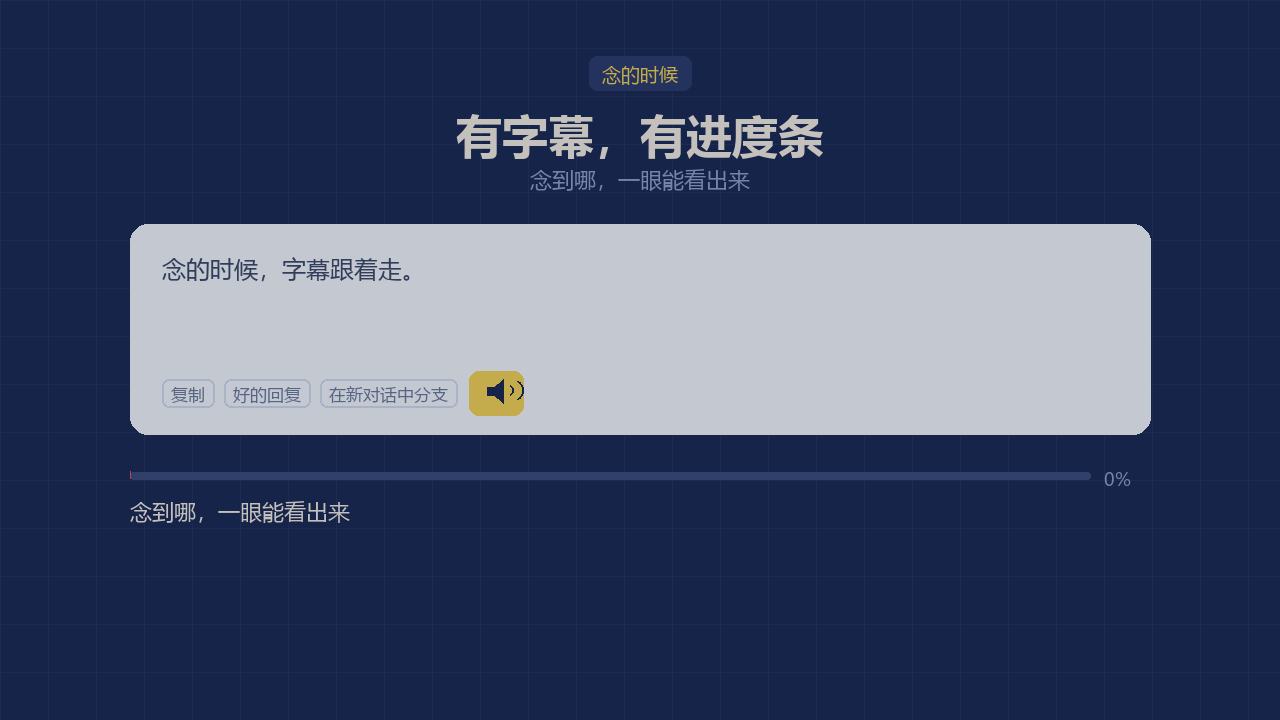 念的时候
有字幕，有进度条
念到哪，一眼能看出来
念的时候，字幕跟着走。
复制 好的回复 在新对话中分支
0%
念到哪，一眼能看出来